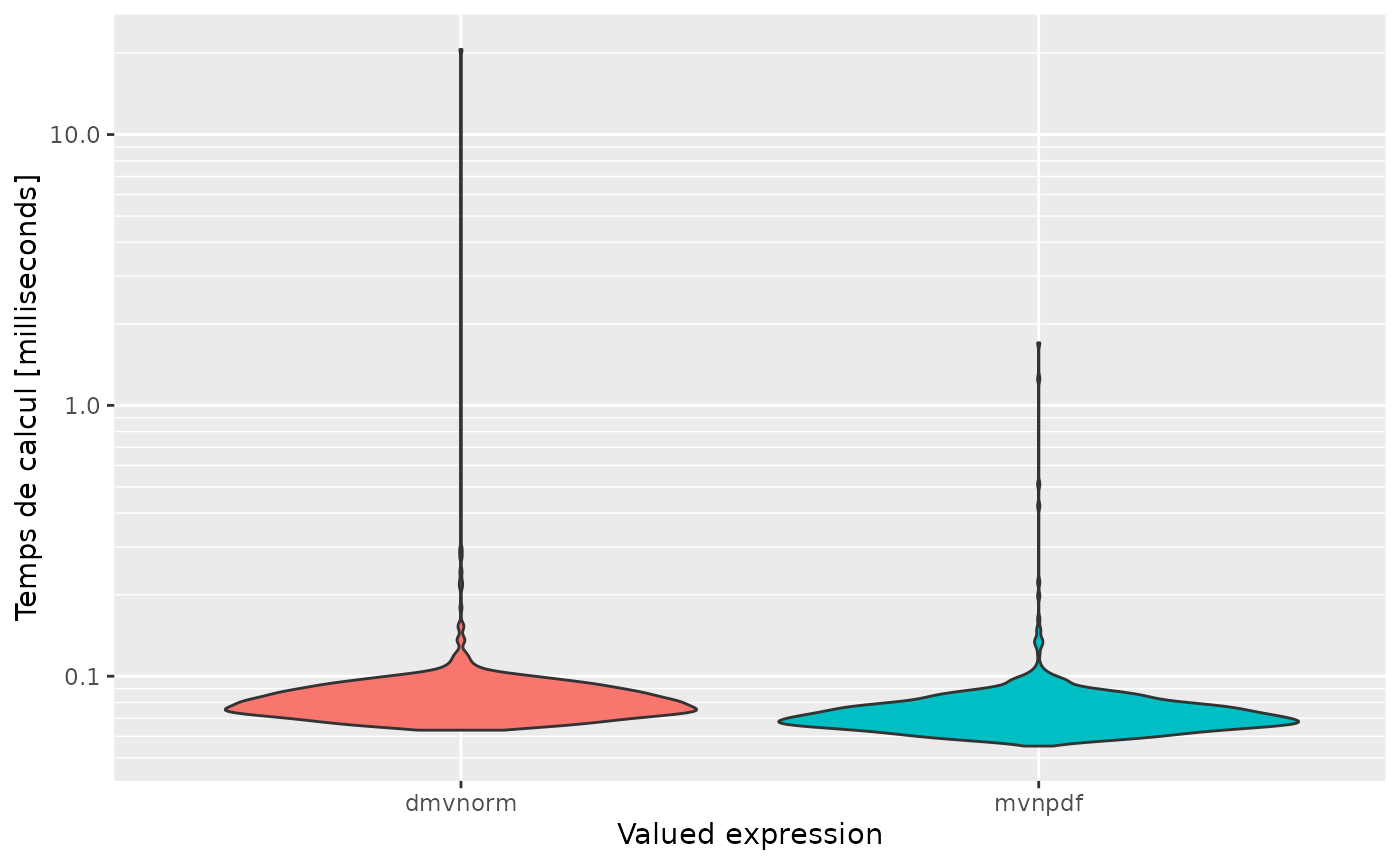 Temps de calcul [milliseconds]
10.0
1.0
0.1
dmvnorm
mvnpdf
Valued expression